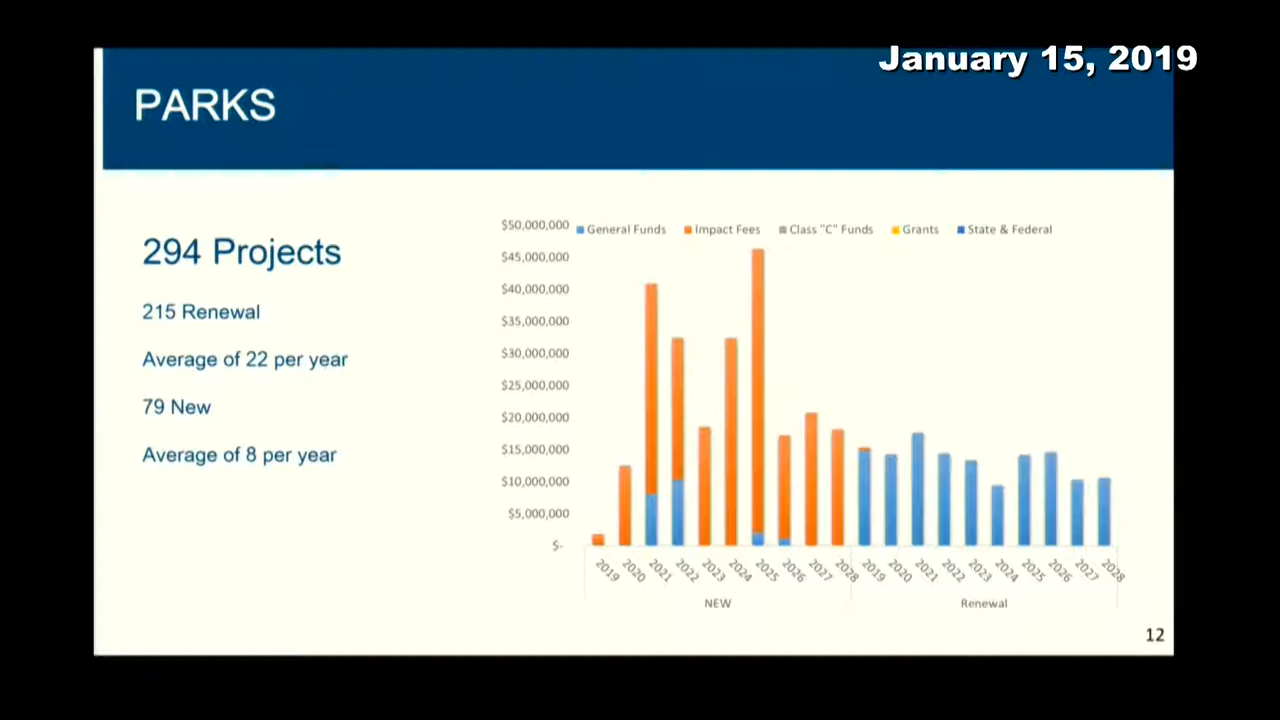 January 15, 2019
PARKS
294 Projects
215 Renewal
Average of 22 per year
79 New
Average of 8 per year
General Funds Impact Fees Class "C" Funds Grants State & Federal
$50,000,000
$45,000,000
$40,000,000
$35,000,000
$30,000,000
$25,000,000
$20,000,000
$15,000,000
$10,000,000
$5,000,000
$-
2019 2020 2021 2022 2023 2024 2025 2026 2027 2028 2019 2020 2021 2022 2023 2024 2025 2026 2027 2028
NEW Renewal
12